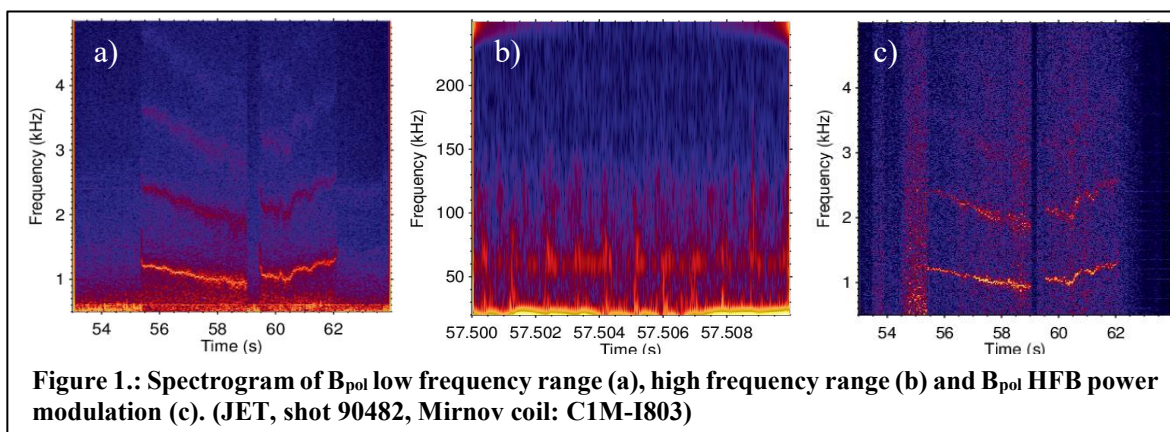 a)
4
3
2
1
Frequency (kHz)
54 56 58 60 62
Time (s)
b)
200
150
100
50
Frequency (kHz)
57.500 57.502 57.504 57.506 57.508
Time (s)
c)
4
3
2
1
Frequency (kHz)
54 56 58 60 62
Time (s)
Figure 1.: Spectrogram of Bpol low frequency range (a), high frequency range (b) and Bpol HFB power
modulation (c). (JET, shot 90482, Mirnov coil: C1M-I803)